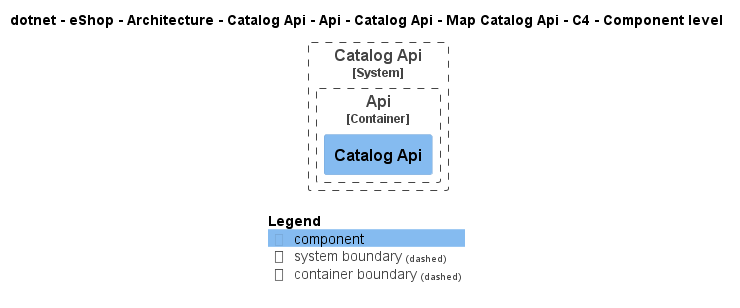 dotnet - eShop - Architecture - Catalog Api - Api - Catalog Api - Map Catalog Api - C4 - Component level
Catalog Api
[System]
Api
[Container]
Catalog Api
Legend
component
system boundary (dashed)
container boundary (dashed)